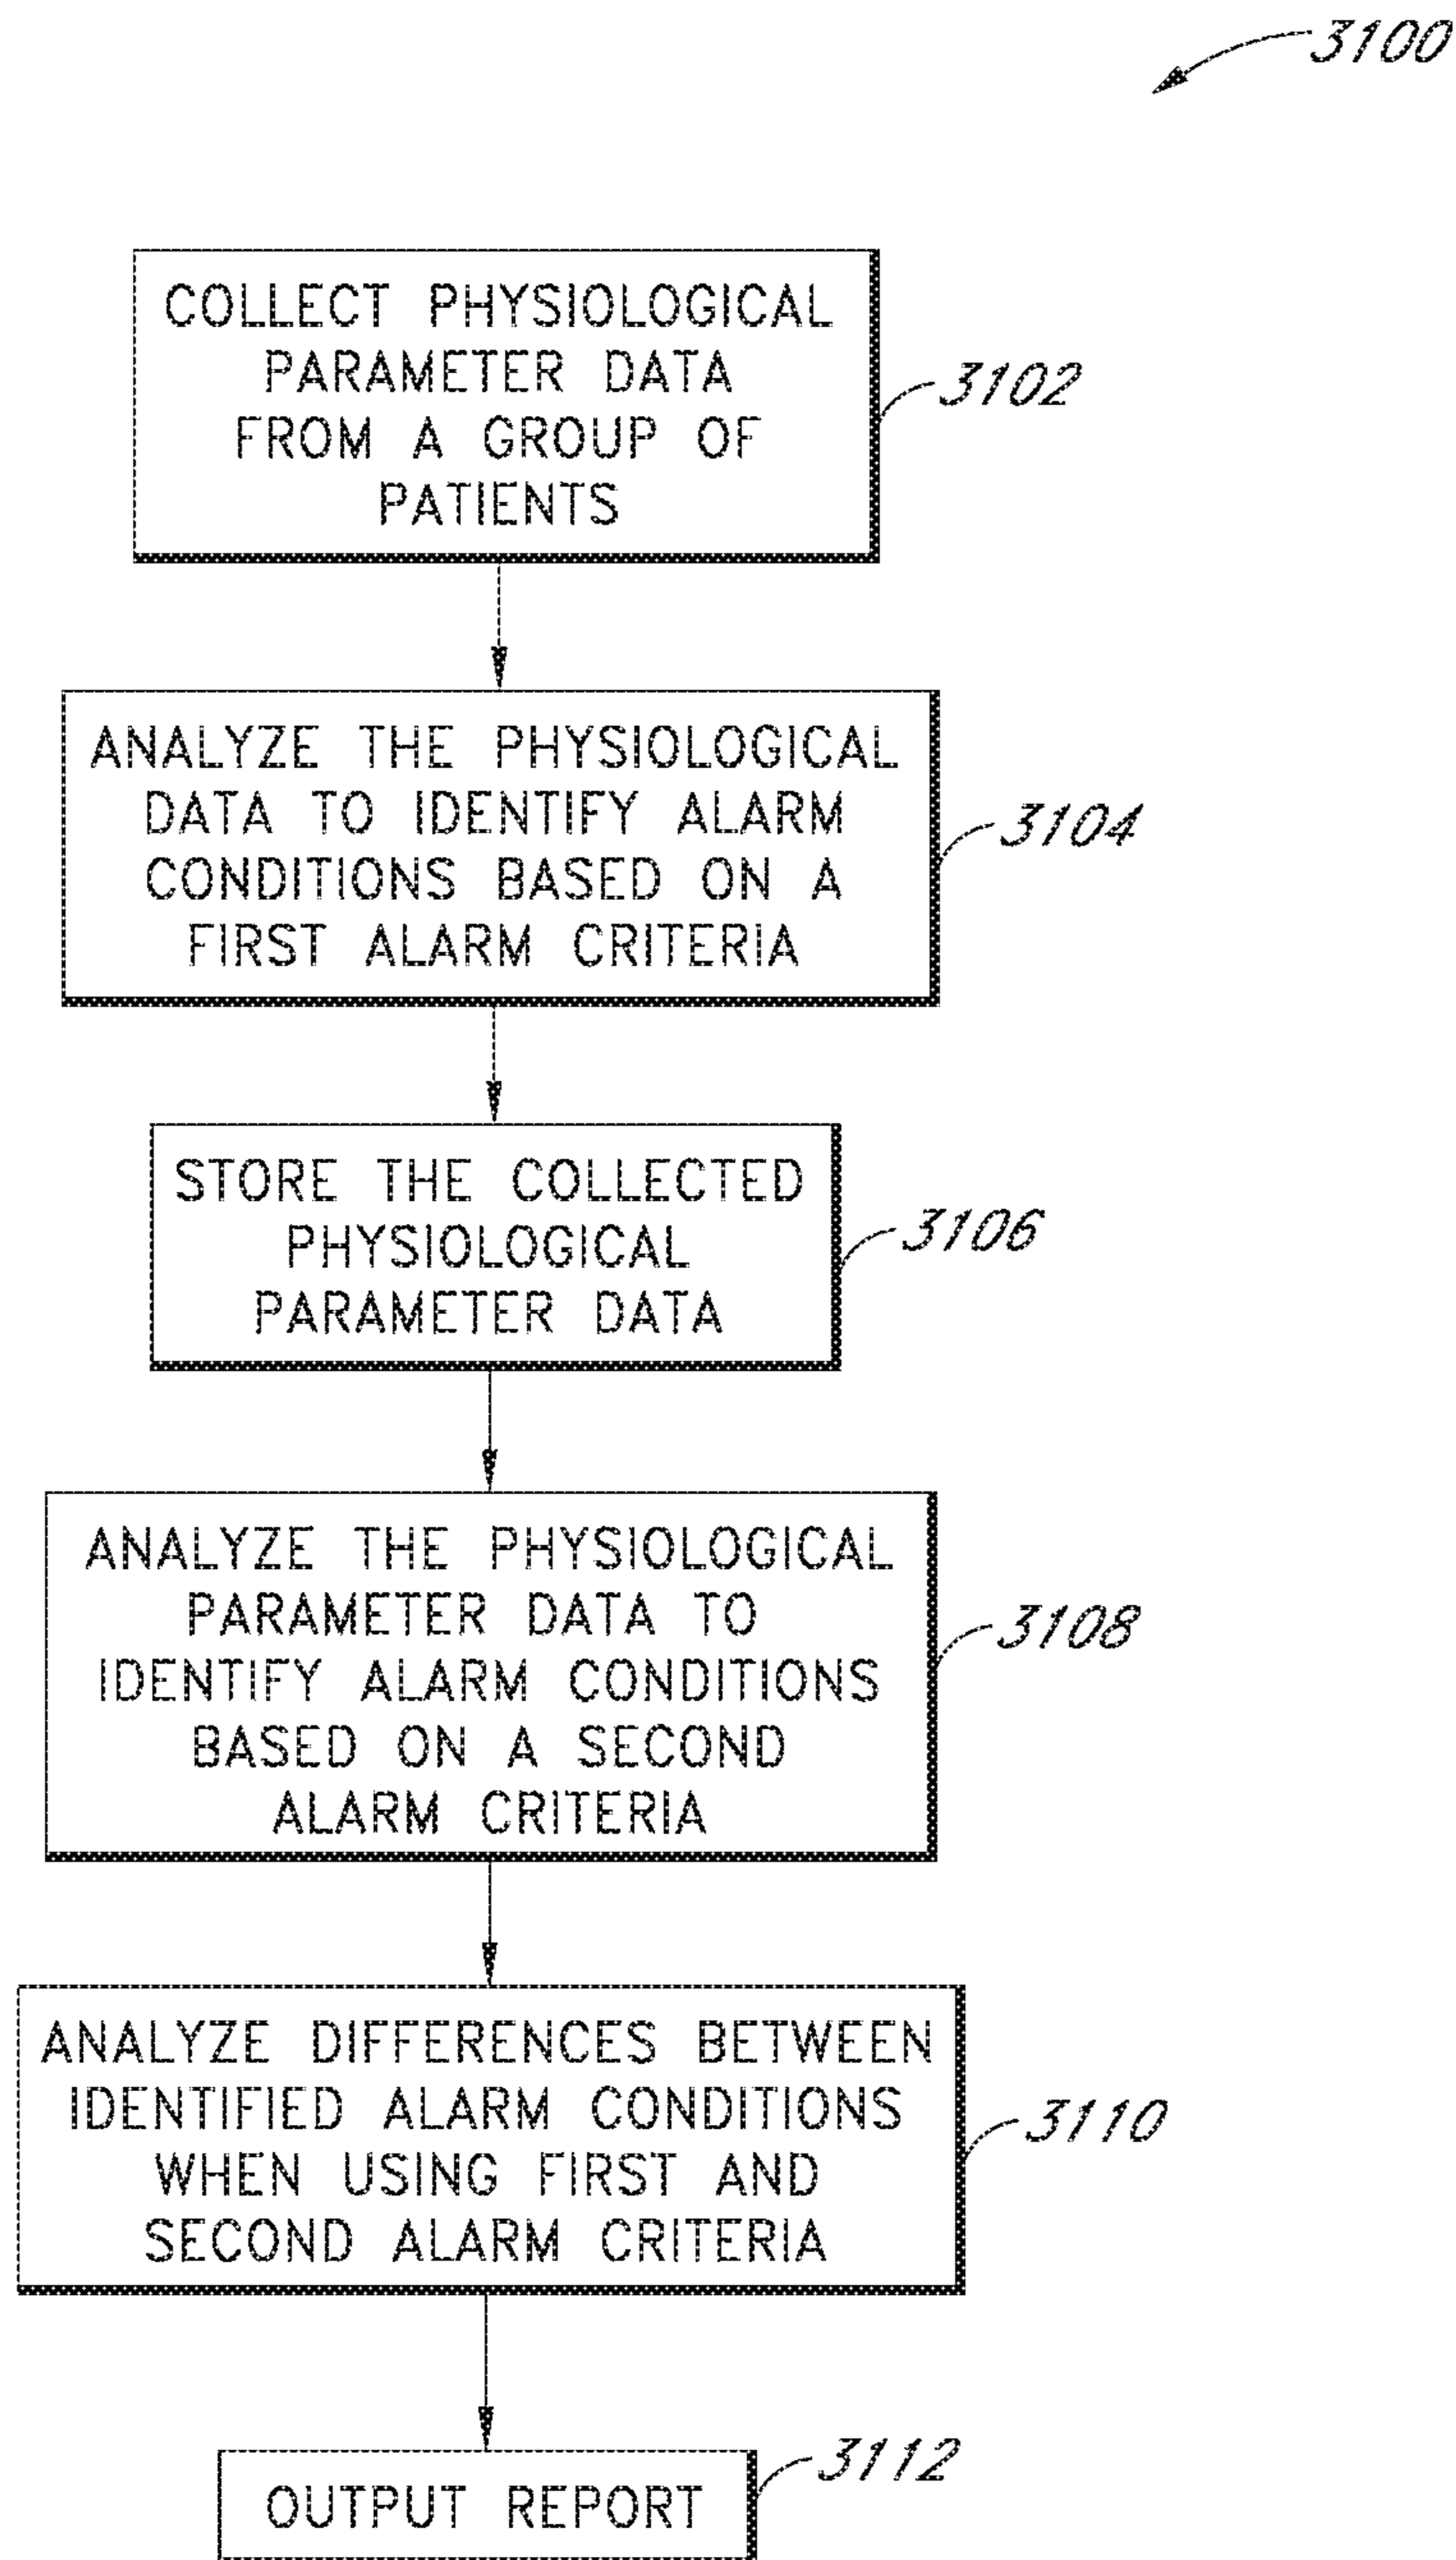 3100
COLLECT PHYSIOLOGICAL
PARAMETER DATA
FROM A GROUP OF
PATIENTS
3102
ANALYZE THE PHYSIOLOGICAL
DATA TO IDENTIFY ALARM
CONDITIONS BASED ON A
FIRST ALARM CRITERIA
3104
STORE THE COLLECTED
PHYSIOLOGICAL
PARAMETER DATA
3106
ANALYZE THE PHYSIOLOGICAL
PARAMETER DATA TO
IDENTIFY ALARM CONDITIONS
BASED ON A SECOND
ALARM CRITERIA
3108
ANALYZE DIFFERENCES BETWEEN
IDENTIFIED ALARM CONDITIONS
WHEN USING FIRST AND
SECOND ALARM CRITERIA
3110
OUTPUT REPORT
3112